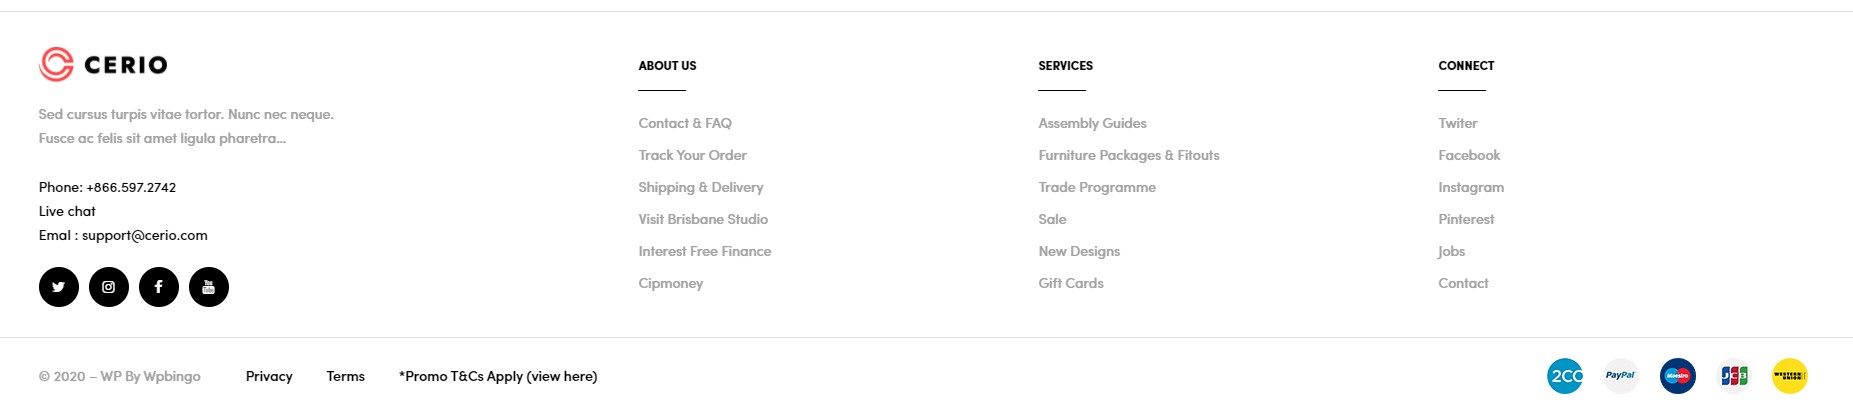 CERIO
Sed cursus turpis vitae tortor. Nunc nec neque.
Fusce ac felis sit amet ligula pharetra...
Phone: +866.597.2742
Live chat
Emal : support@cerio.com
You
Tube
ABOUT US
Contact & FAQ
Track Your Order
Shipping & Delivery
Visit Brisbane Studio
Interest Free Finance
Cipmoney
SERVICES
Assembly Guides
Furniture Packages & Fitouts
Trade Programme
Sale
New Designs
Gift Cards
CONNECT
Twiter
Facebook
Instagram
Pinterest
Jobs
Contact
© 2020 – WP By Wpbingo
Privacy
Terms
*Promo T&Cs Apply (view here)
2CO
PayPal
Maestro
JCB
WESTERN
UNION